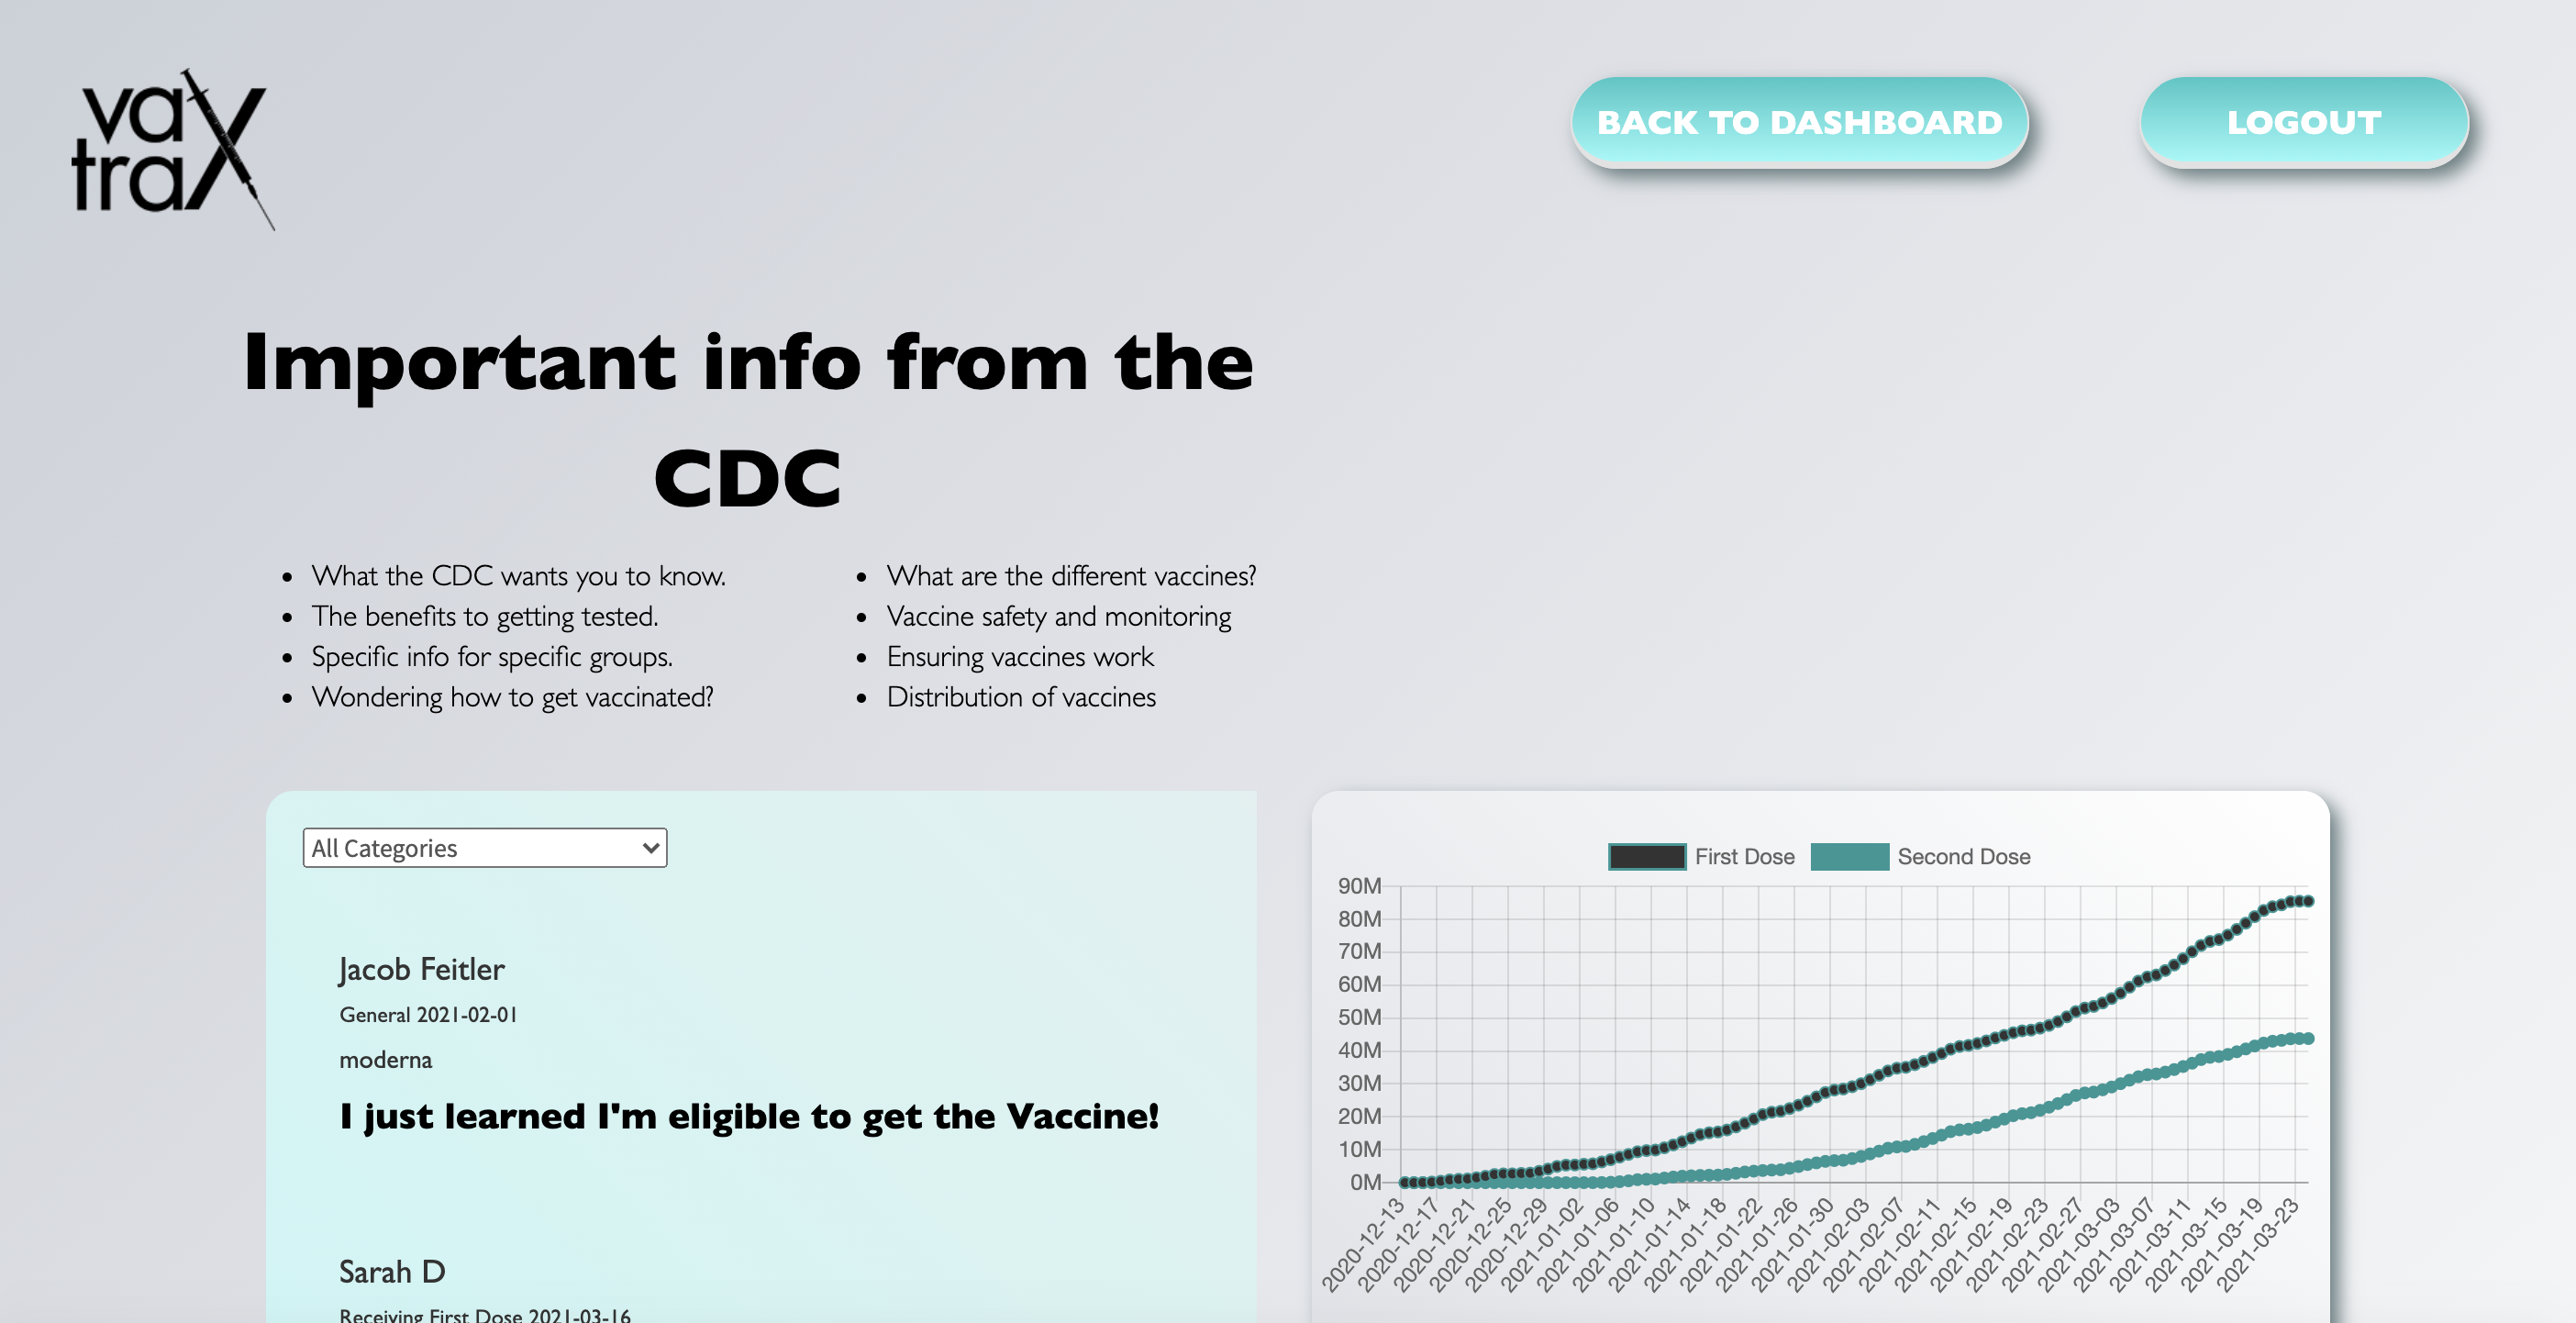 vax
trax
BACK TO DASHBOARD
LOGOUT
Important info from the
CDC
What the CDC wants you to know.
The benefits to getting tested.
Specific info for specific groups.
Wondering how to get vaccinated?
What are the different vaccines?
Vaccine safety and monitoring
Ensuring vaccines work
Distribution of vaccines
All Categories
Jacob Feitler
General 2021-02-01
moderna
I just learned I'm eligible to get the Vaccine!
Sarah D
Receiving First Dose 2021-03-16
First Dose
Second Dose
90M
80M
70M
60M
50M
40M
30M
20M
10M
0M
2020-12-13
2020-12-17
2020-12-21
2020-12-25
2020-12-29
2021-01-02
2021-01-06
2021-01-10
2021-01-14
2021-01-18
2021-01-22
2021-01-26
2021-01-30
2021-02-03
2021-02-07
2021-02-11
2021-02-15
2021-02-19
2021-02-23
2021-02-27
2021-03-03
2021-03-07
2021-03-11
2021-03-15
2021-03-19
2021-03-23